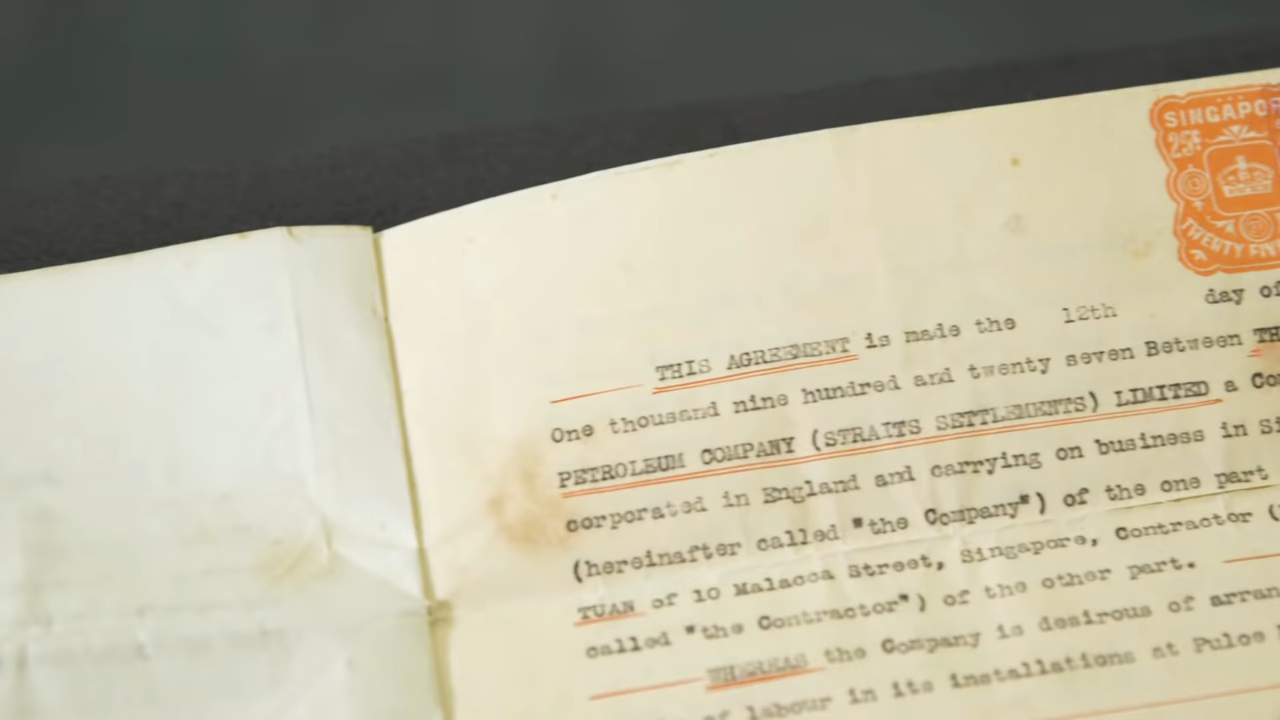 SINGAPO
25¢
TWENTY FIV
THIS AGREEMENT is made the 12th day of
One thousand nine hundred and twenty seven Between TH
PETROLEUM COMPANY (STRAITS SETTLEMENTS) LIMITED a Co
corporated in England and carrying on business in Si
(hereinafter called "the Company") of the one part
TUAN of 10 Malacca Street, Singapore, Contractor (
called "the Contractor") of the other part.
WHEREAS the Company is desirous of arran
of labour in its installations at Puloe